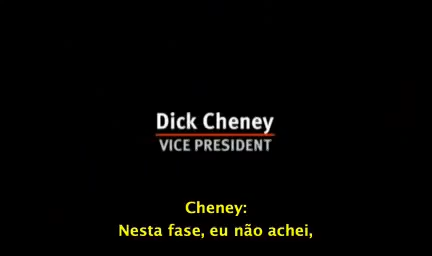 Dick Cheney
VICE PRESIDENT
Cheney:
Nesta fase, eu não achei,